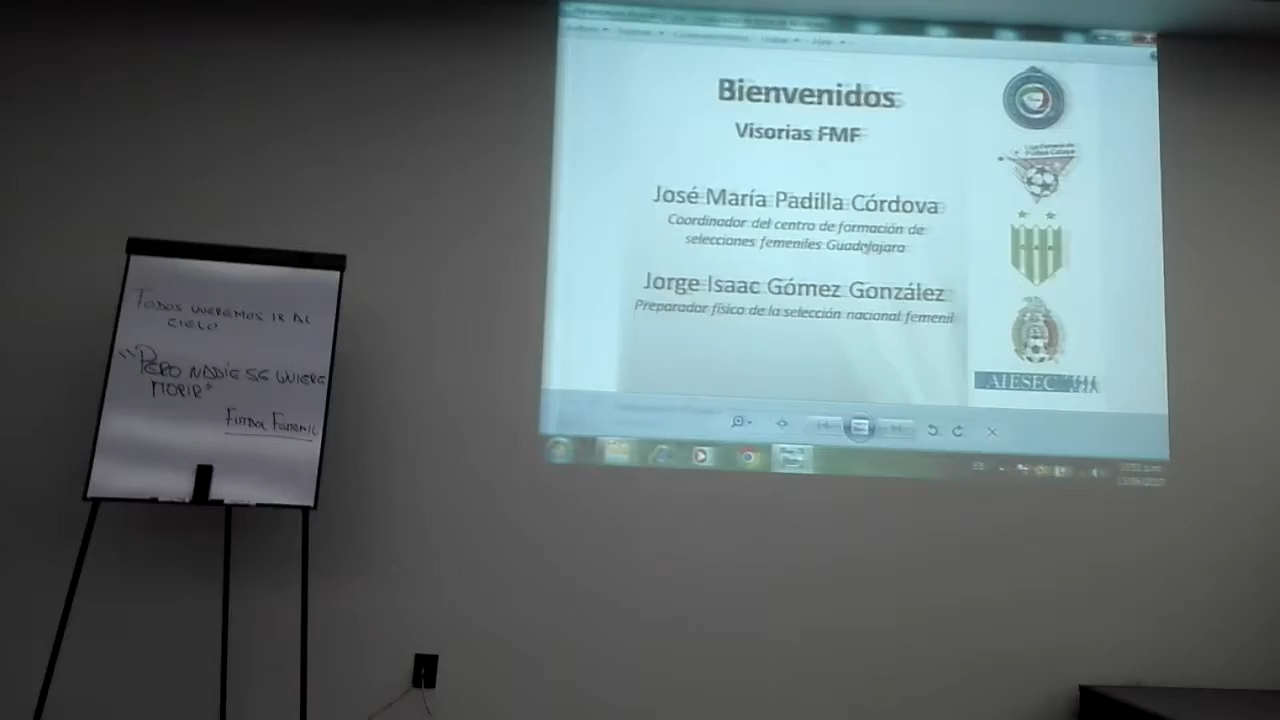 TODOS QUEREMOS IR AL
CIELO
"PERO NADIE SE QUIERE
MORIR"
FUTBOL FEMENIL
Bienvenidos
Visorias FMF
José María Padilla Córdova
Coordinador del centro de formación de
selecciones femeniles Guadalajara
Jorge Isaac Gómez González
Preparador físico de la selección nacional femenil
AIESEC